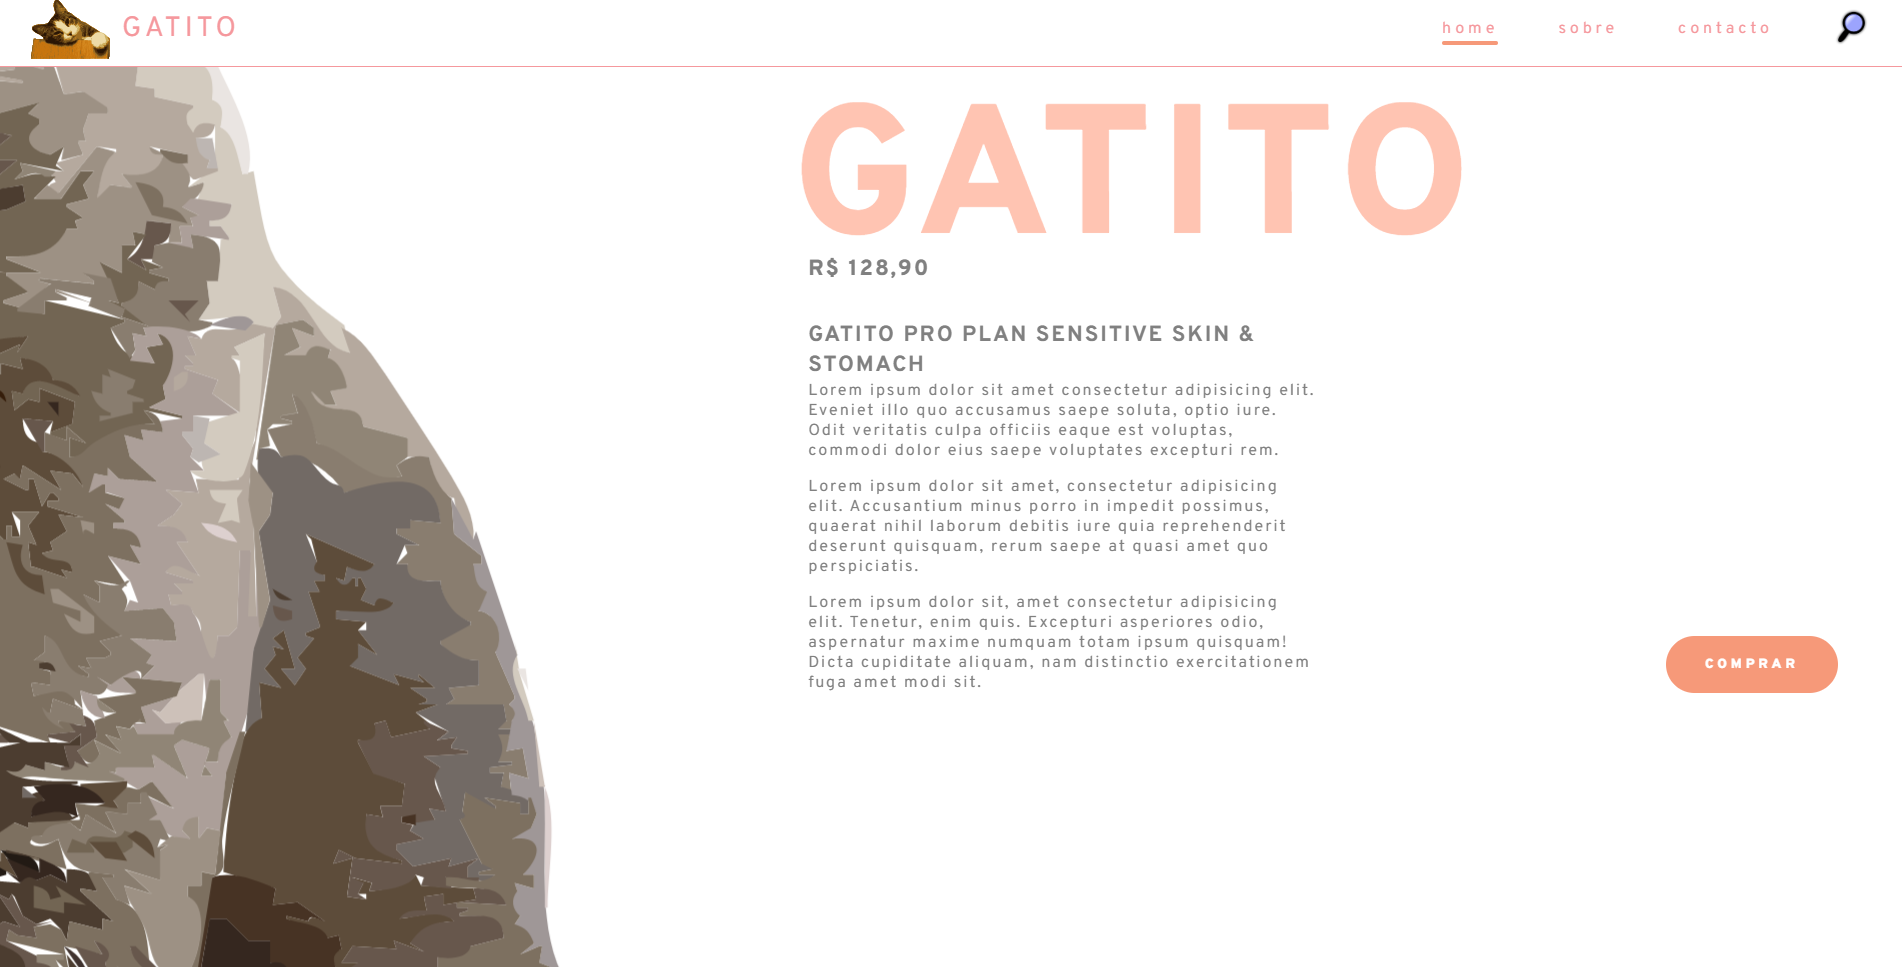 GATITO
home sobre contacto
GATITO
R$ 128,90
GATITO PRO PLAN SENSITIVE SKIN &
STOMACH
Lorem ipsum dolor sit amet consectetur adipisicing elit.
Eveniet illo quo accusamus saepe soluta, optio iure.
Odit veritatis culpa officiis eaque est voluptas,
commodi dolor eius saepe voluptates excepturi rem.
Lorem ipsum dolor sit amet, consectetur adipisicing
elit. Accusantium minus porro in impedit possimus,
quaerat nihil laborum debitis iure quia reprehenderit
deserunt quisquam, rerum saepe at quasi amet quo
perspiciatis.
Lorem ipsum dolor sit, amet consectetur adipisicing
elit. Tenetur, enim quis. Excepturi asperiores odio,
aspernatur maxime numquam totam ipsum quisquam!
Dicta cupiditate aliquam, nam distinctio exercitationem
fuga amet modi sit.
COMPRAR